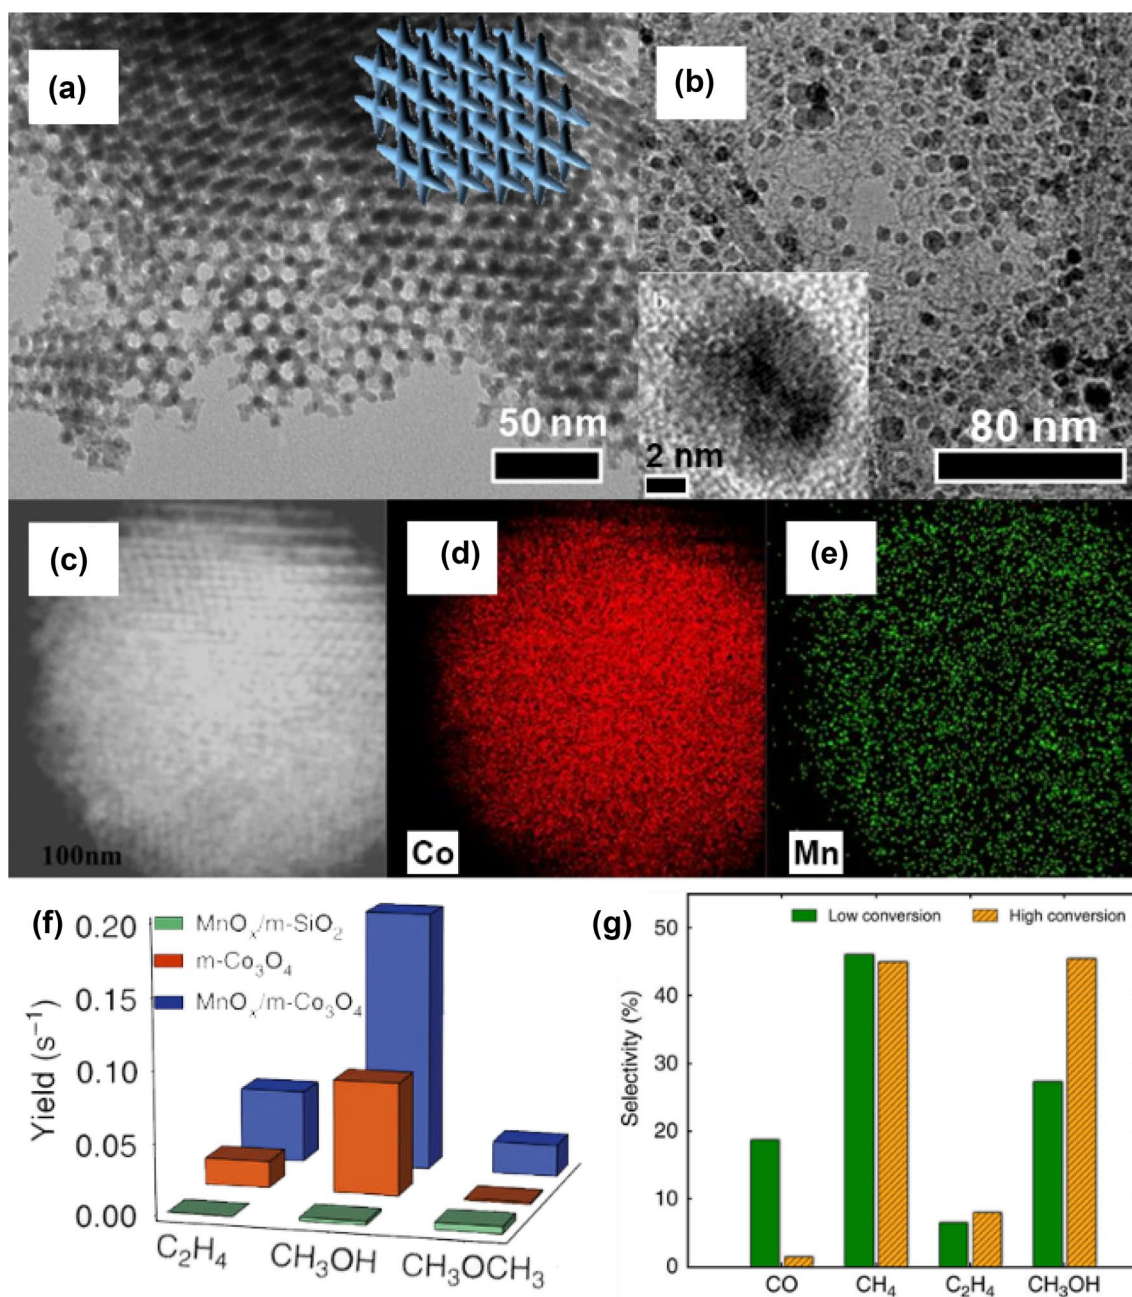 (a)
50 nm
(b)
80 nm
2 nm
(c)
100nm
(d)
Co
(e)
Mn
(f)
MnOₓ/m-SiO₂
m-Co₃O₄
MnOₓ/m-Co₃O₄
Yield (s⁻¹)
0.20
0.15
0.10
0.05
0.00
C₂H₄
CH₃OH
CH₃OCH₃
(g)
Low conversion
High conversion
Selectivity (%)
50
40
30
20
10
0
CO
CH₄
C₂H₄
CH₃OH